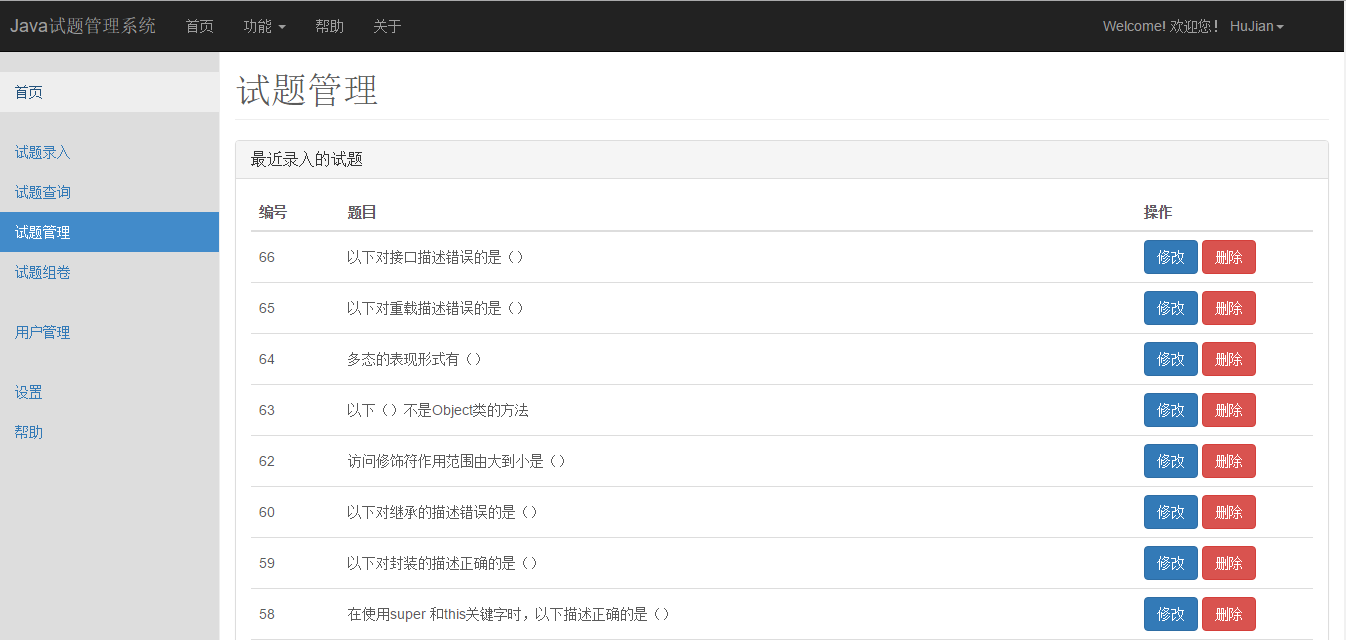 Java试题管理系统 首页 功能 帮助 关于 Welcome! 欢迎您！ HuJian
首页
试题录入
试题查询
试题管理
试题组卷
用户管理
设置
帮助
试题管理
最近录入的试题
编号 题目 操作
66 以下对接口描述错误的是（） 修改 删除
65 以下对重载描述错误的是（） 修改 删除
64 多态的表现形式有（） 修改 删除
63 以下（）不是Object类的方法 修改 删除
62 访问修饰符作用范围由大到小是（） 修改 删除
60 以下对继承的描述错误的是（） 修改 删除
59 以下对封装的描述正确的是（） 修改 删除
58 在使用super 和this关键字时，以下描述正确的是（） 修改 删除